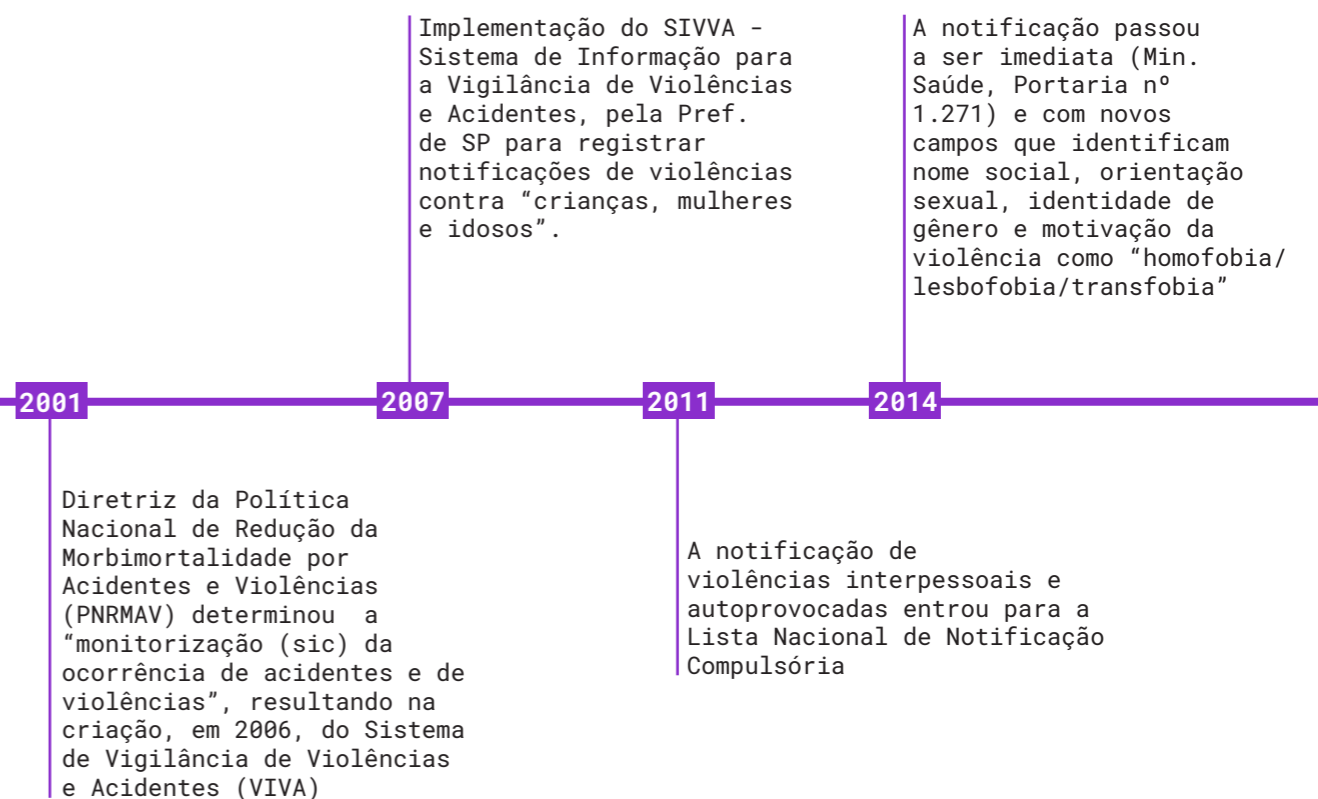 Implementação do SIVVA -
Sistema de Informação para
a Vigilância de Violências
e Acidentes, pela Pref.
de SP para registrar
notificações de violências
contra “crianças, mulheres
e idosos”.
A notificação passou
a ser imediata (Min.
Saúde, Portaria nº
1.271) e com novos
campos que identificam
nome social, orientação
sexual, identidade de
gênero e motivação da
violência como “homofobia/
lesbofobia/transfobia”
2001
2007
2011
2014
Diretriz da Política
Nacional de Redução da
Morbimortalidade por
Acidentes e Violências
(PNRMAV) determinou  a
“monitorização (sic) da
ocorrência de acidentes e de
violências”, resultando na
criação, em 2006, do Sistema
de Vigilância de Violências
e Acidentes (VIVA)
A notificação de
violências interpessoais e
autoprovocadas entrou para a
Lista Nacional de Notificação
Compulsória